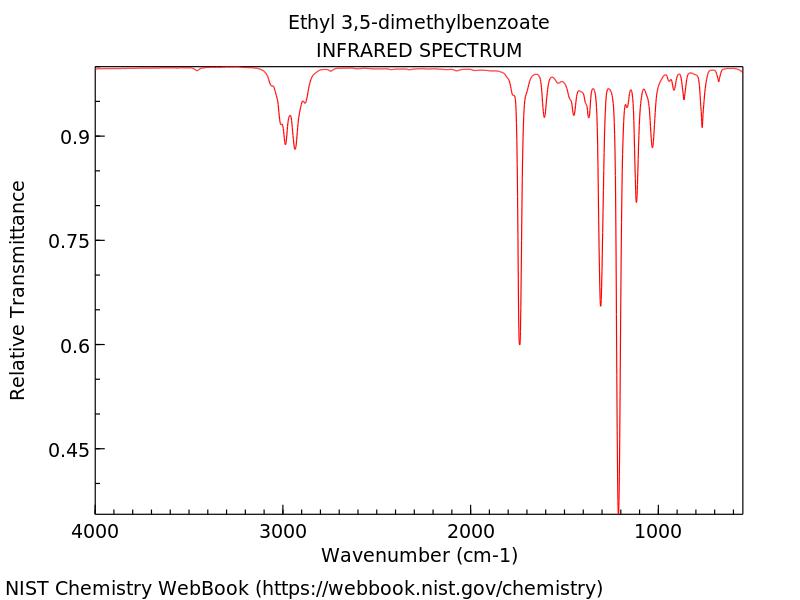 Ethyl 3,5-dimethylbenzoate
INFRARED SPECTRUM
Relative Transmittance
0.9
0.75
0.6
0.45
4000 3000 2000 1000
Wavenumber (cm-1)
NIST Chemistry WebBook (https://webbook.nist.gov/chemistry)